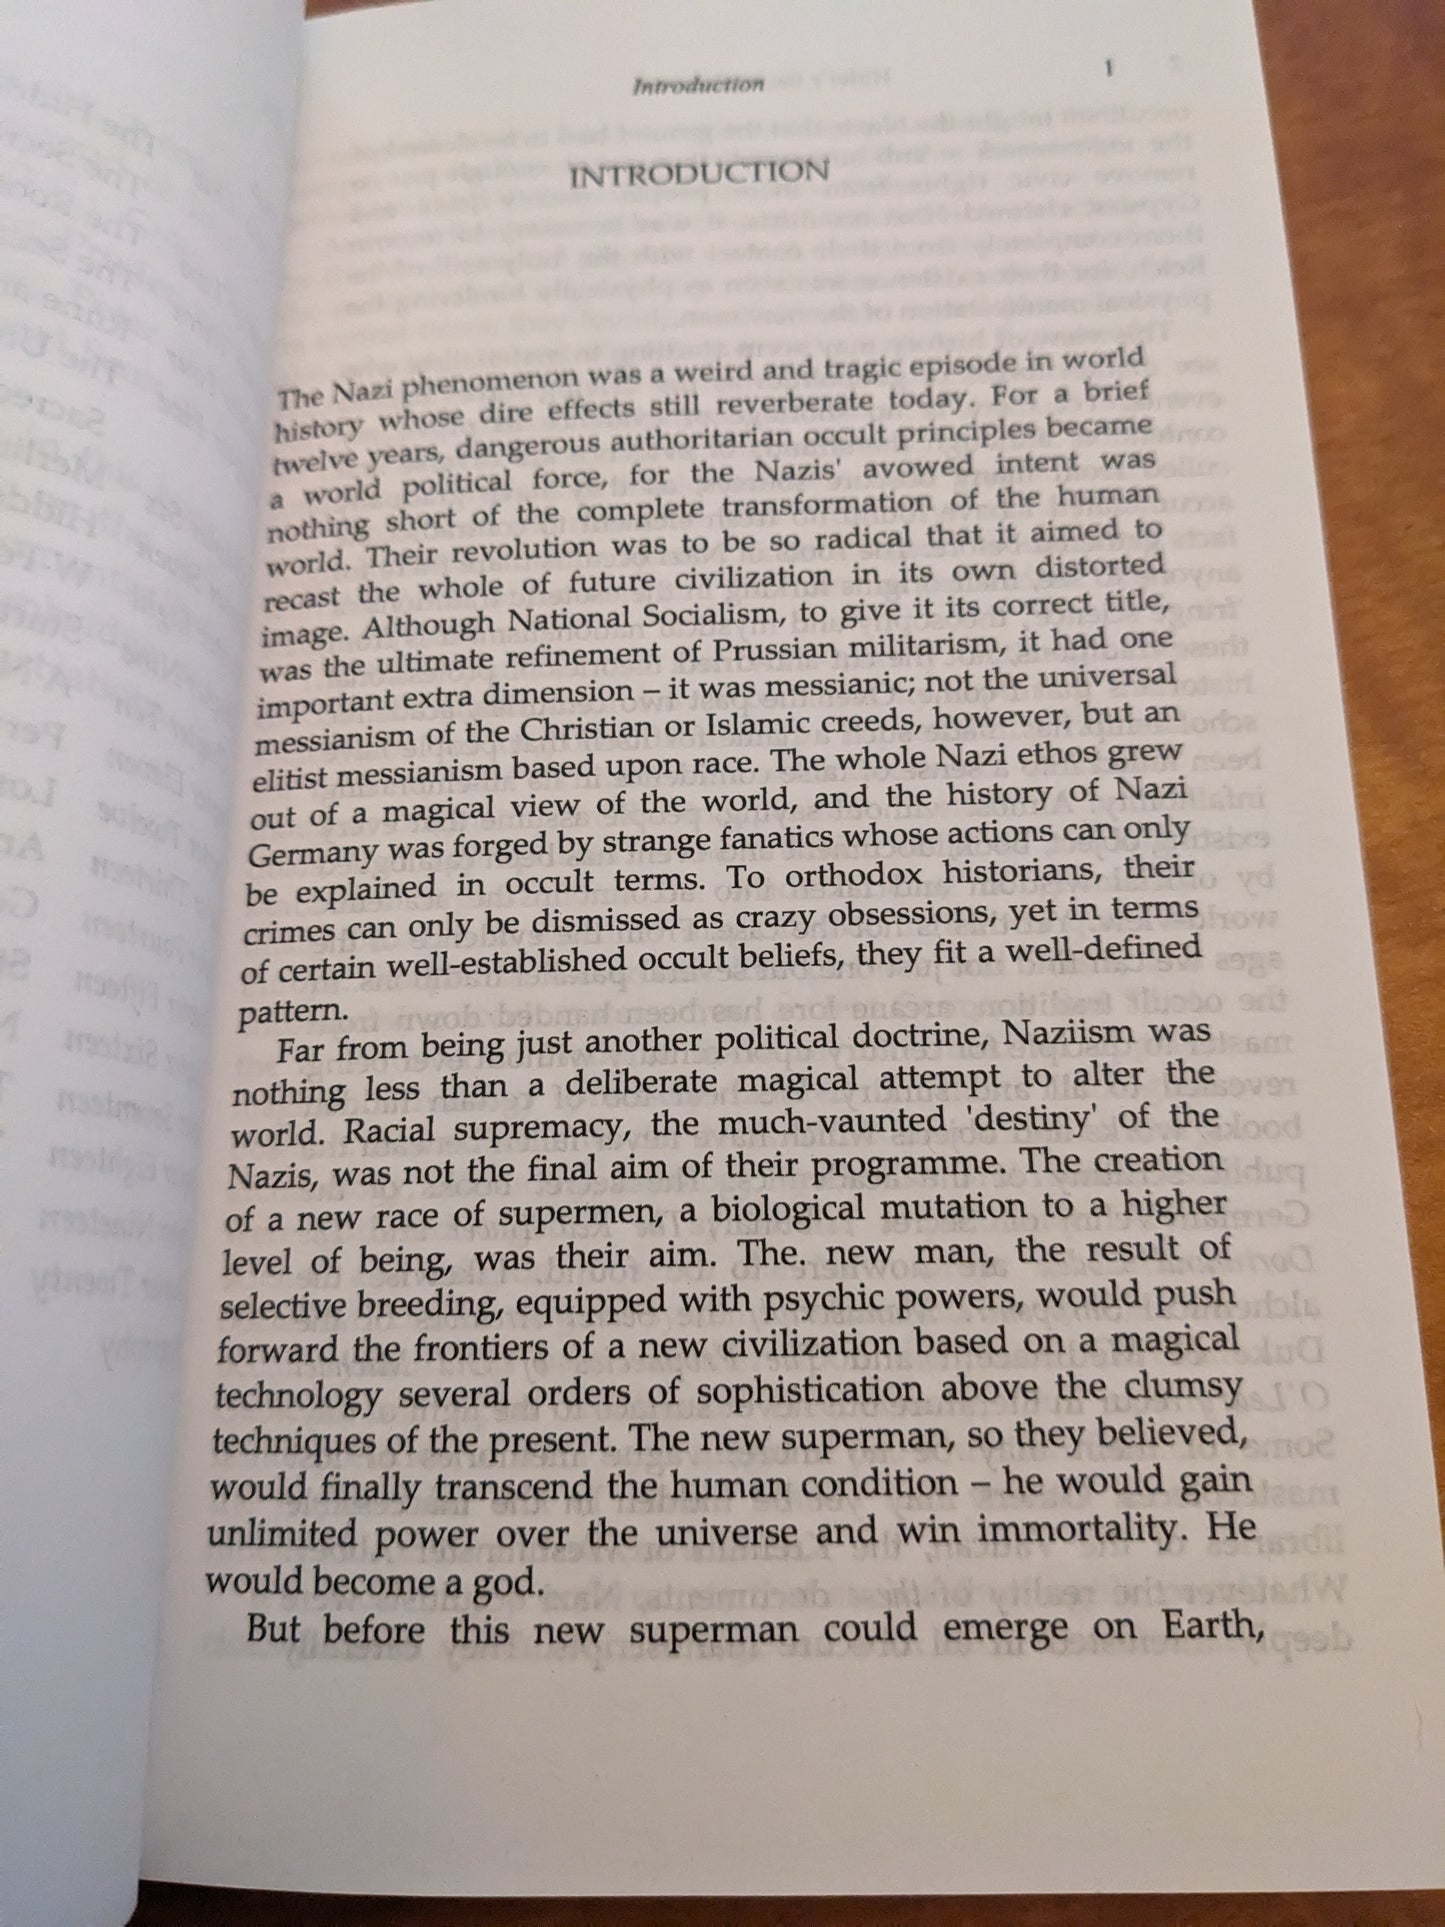 Introduction
1
INTRODUCTION
The Nazi phenomenon was a weird and tragic episode in world
history whose dire effects still reverberate today. For a brief
twelve years, dangerous authoritarian occult principles became
a world political force, for the Nazis' avowed intent was
nothing short of the complete transformation of the human
world. Their revolution was to be so radical that it aimed to
recast the whole of future civilization in its own distorted
image. Although National Socialism, to give it its correct title,
was the ultimate refinement of Prussian militarism, it had one
important extra dimension – it was messianic; not the universal
messianism of the Christian or Islamic creeds, however, but an
elitist messianism based upon race. The whole Nazi ethos grew
out of a magical view of the world, and the history of Nazi
Germany was forged by strange fanatics whose actions can only
be explained in occult terms. To orthodox historians, their
crimes can only be dismissed as crazy obsessions, yet in terms
of certain well-established occult beliefs, they fit a well-defined
pattern.
Far from being just another political doctrine, Naziism was
nothing less than a deliberate magical attempt to alter the
world. Racial supremacy, the much-vaunted 'destiny' of the
Nazis, was not the final aim of their programme. The creation
of a new race of supermen, a biological mutation to a higher
level of being, was their aim. The. new man, the result of
selective breeding, equipped with psychic powers, would push
forward the frontiers of a new civilization based on a magical
technology several orders of sophistication above the clumsy
techniques of the present. The new superman, so they believed,
would finally transcend the human condition – he would gain
unlimited power over the universe and win immortality. He
would become a god.
But before this new superman could emerge on Earth,